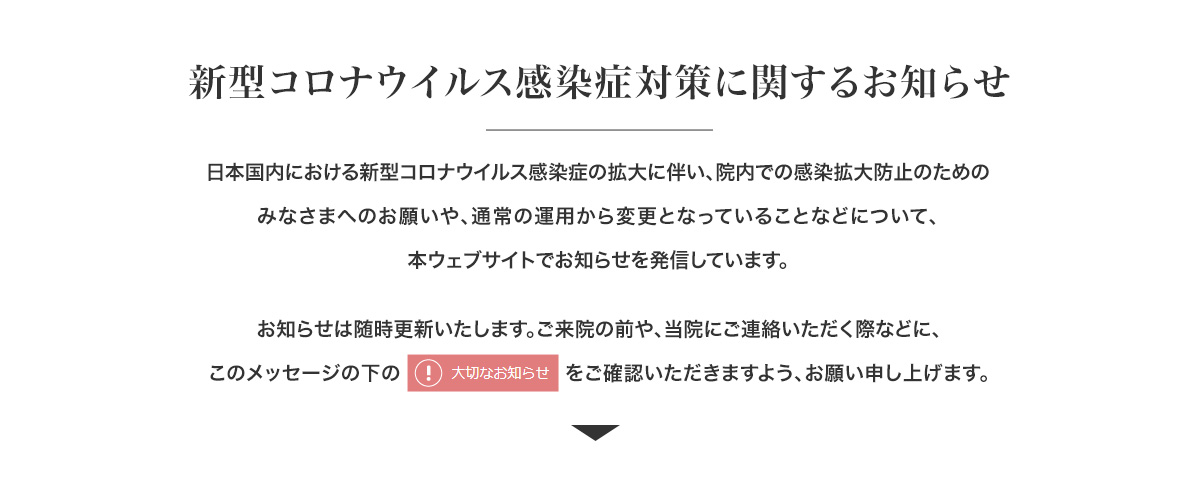 新型コロナウイルス感染症対策に関するお知らせ
日本国内における新型コロナウイルス感染症の拡大に伴い、院内での感染拡大防止のための
みなさまへのお願いや、通常の運用から変更となっていることなどについて、
本ウェブサイトでお知らせを発信しています。
お知らせは随時更新いたします。ご来院の前や、当院にご連絡いただく際などに、
このメッセージの下の ! 大切なお知らせ をご確認いただきますよう、お願い申し上げます。